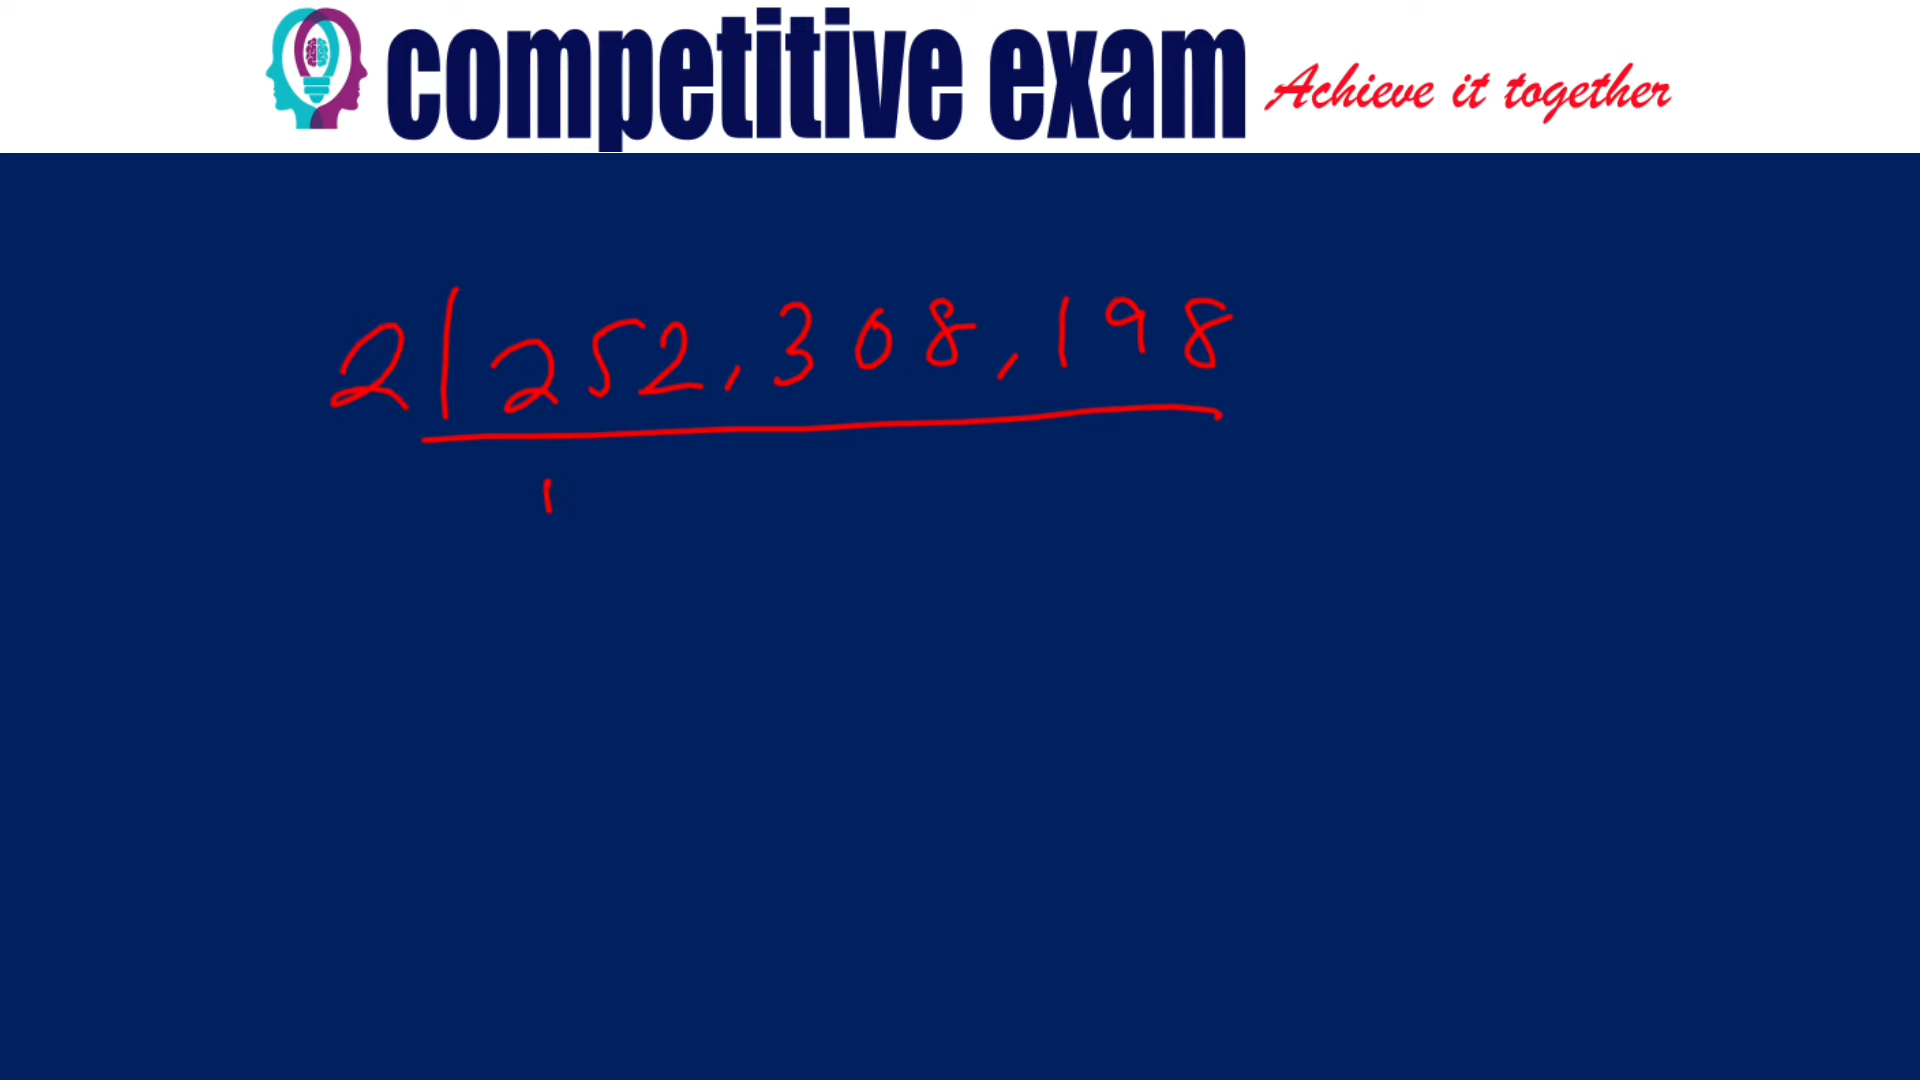 competitive exam Achieve it together
2 | 252, 308, 198
1